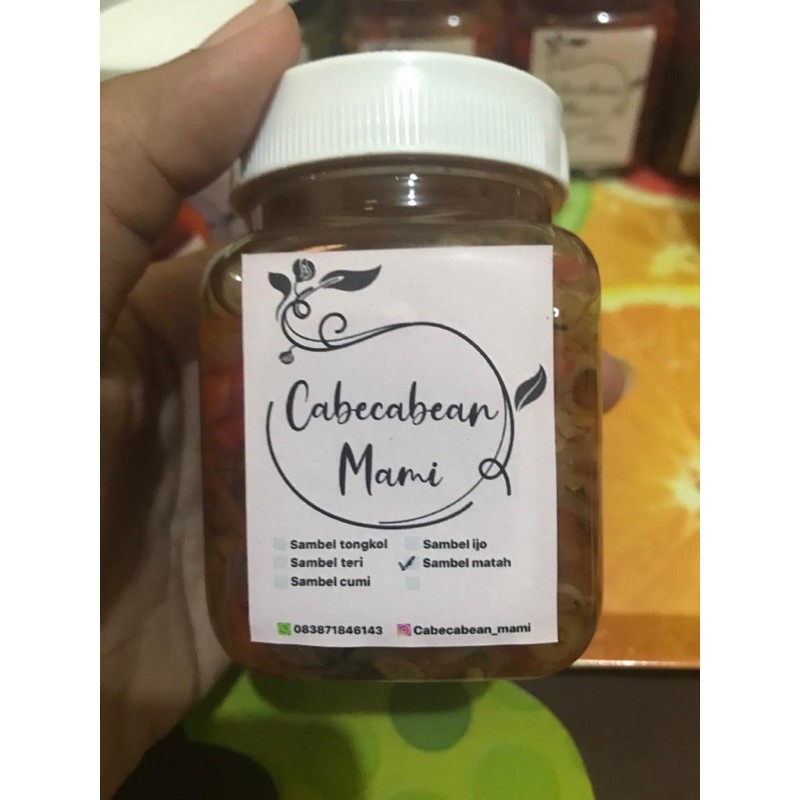 Cabecabean
Mami
Sambel tongkol
Sambel ijo
Sambel teri
Sambel matah
Sambel cumi
083871846143
Cabecabean_mami